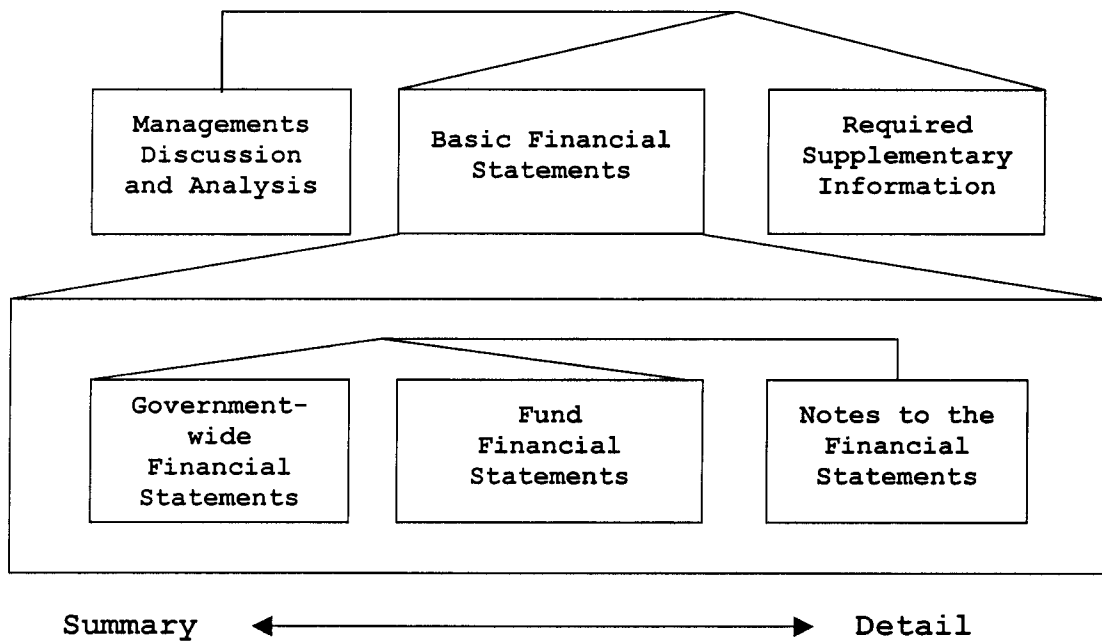 Managements
Discussion
and Analysis
Basic Financial
Statements
Required
Supplementary
Information
Government-
wide
Financial
Statements
Fund
Financial
Statements
Notes to the
Financial
Statements
Summary
Detail